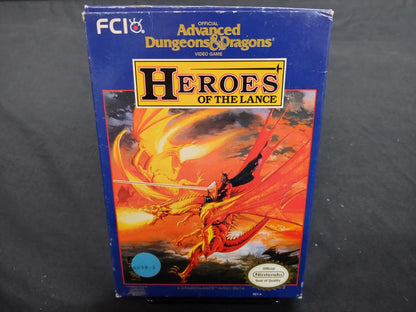 FCI
OFFICIAL
Advanced
Dungeons & Dragons®
VIDEO GAME
HEROES
OF THE LANCE
Official
Nintendo
Seal of Quality